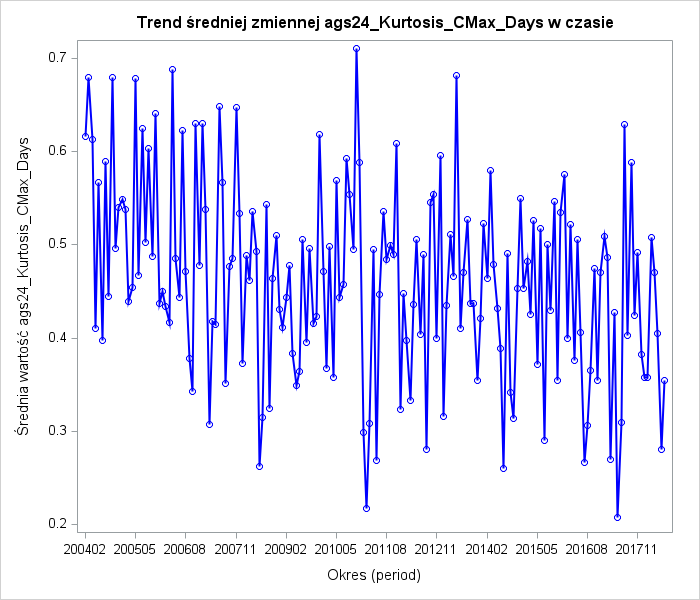 Trend średniej zmiennej ags24_Kurtosis_CMax_Days w czasie
Średnia wartość ags24_Kurtosis_CMax_Days
0.7
0.6
0.5
0.4
0.3
0.2
200402 200505 200608 200711 200902 201005 201108 201211 201402 201505 201608 201711
Okres (period)